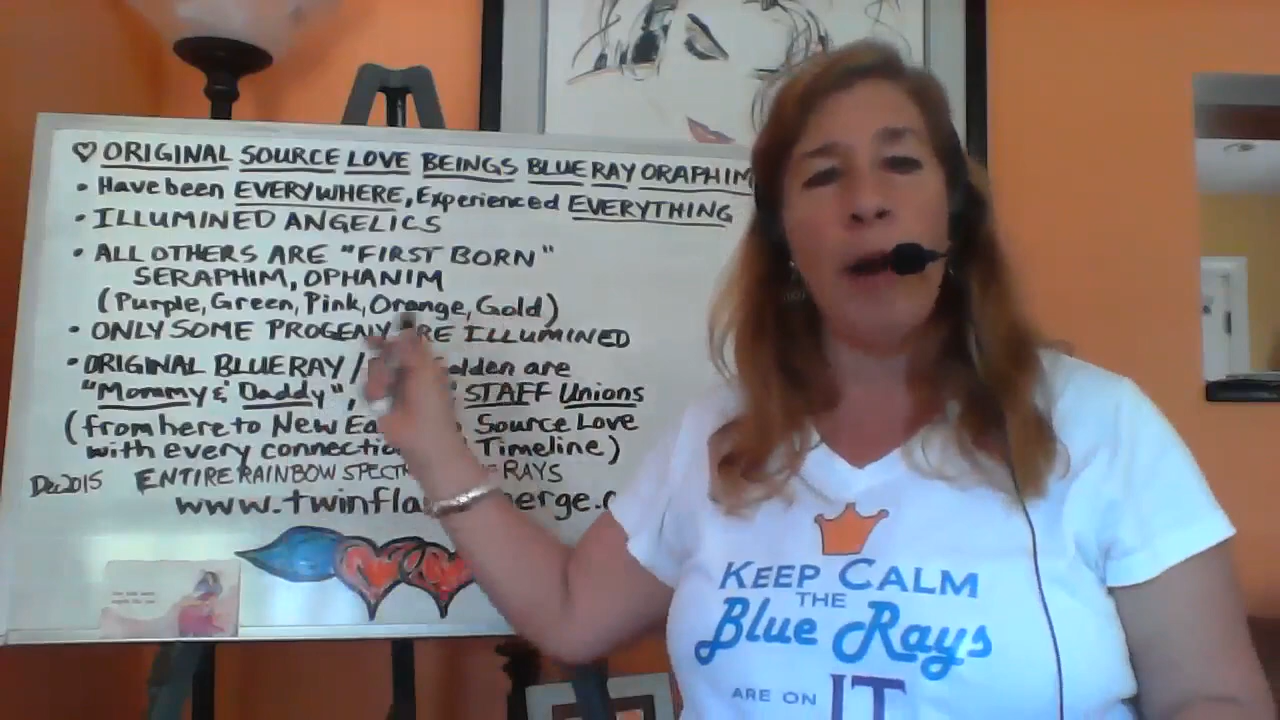 ♡ ORIGINAL SOURCE LOVE BEINGS BLUE RAY ORAPHIM
• Have been EVERYWHERE, Experienced EVERYTHING
• ILLUMINED ANGELICS
• ALL OTHERS ARE "FIRST BORN"
SERAPHIM, OPHANIM
(Purple, Green, Pink, Orange, Gold)
• ONLY SOME PROGENY RE ILLUMINED
• ORIGINAL BLUE RAY / lden are
"Mommy & Daddy", STAFF Unions
(from here to New Ea Source Love
with every connectio Timeline)
Dec 2015 ENTIRE RAINBOW SPECT RAYS
www.twinfla erge.c
KEEP CALM
THE
Blue Rays
ARE ON IT